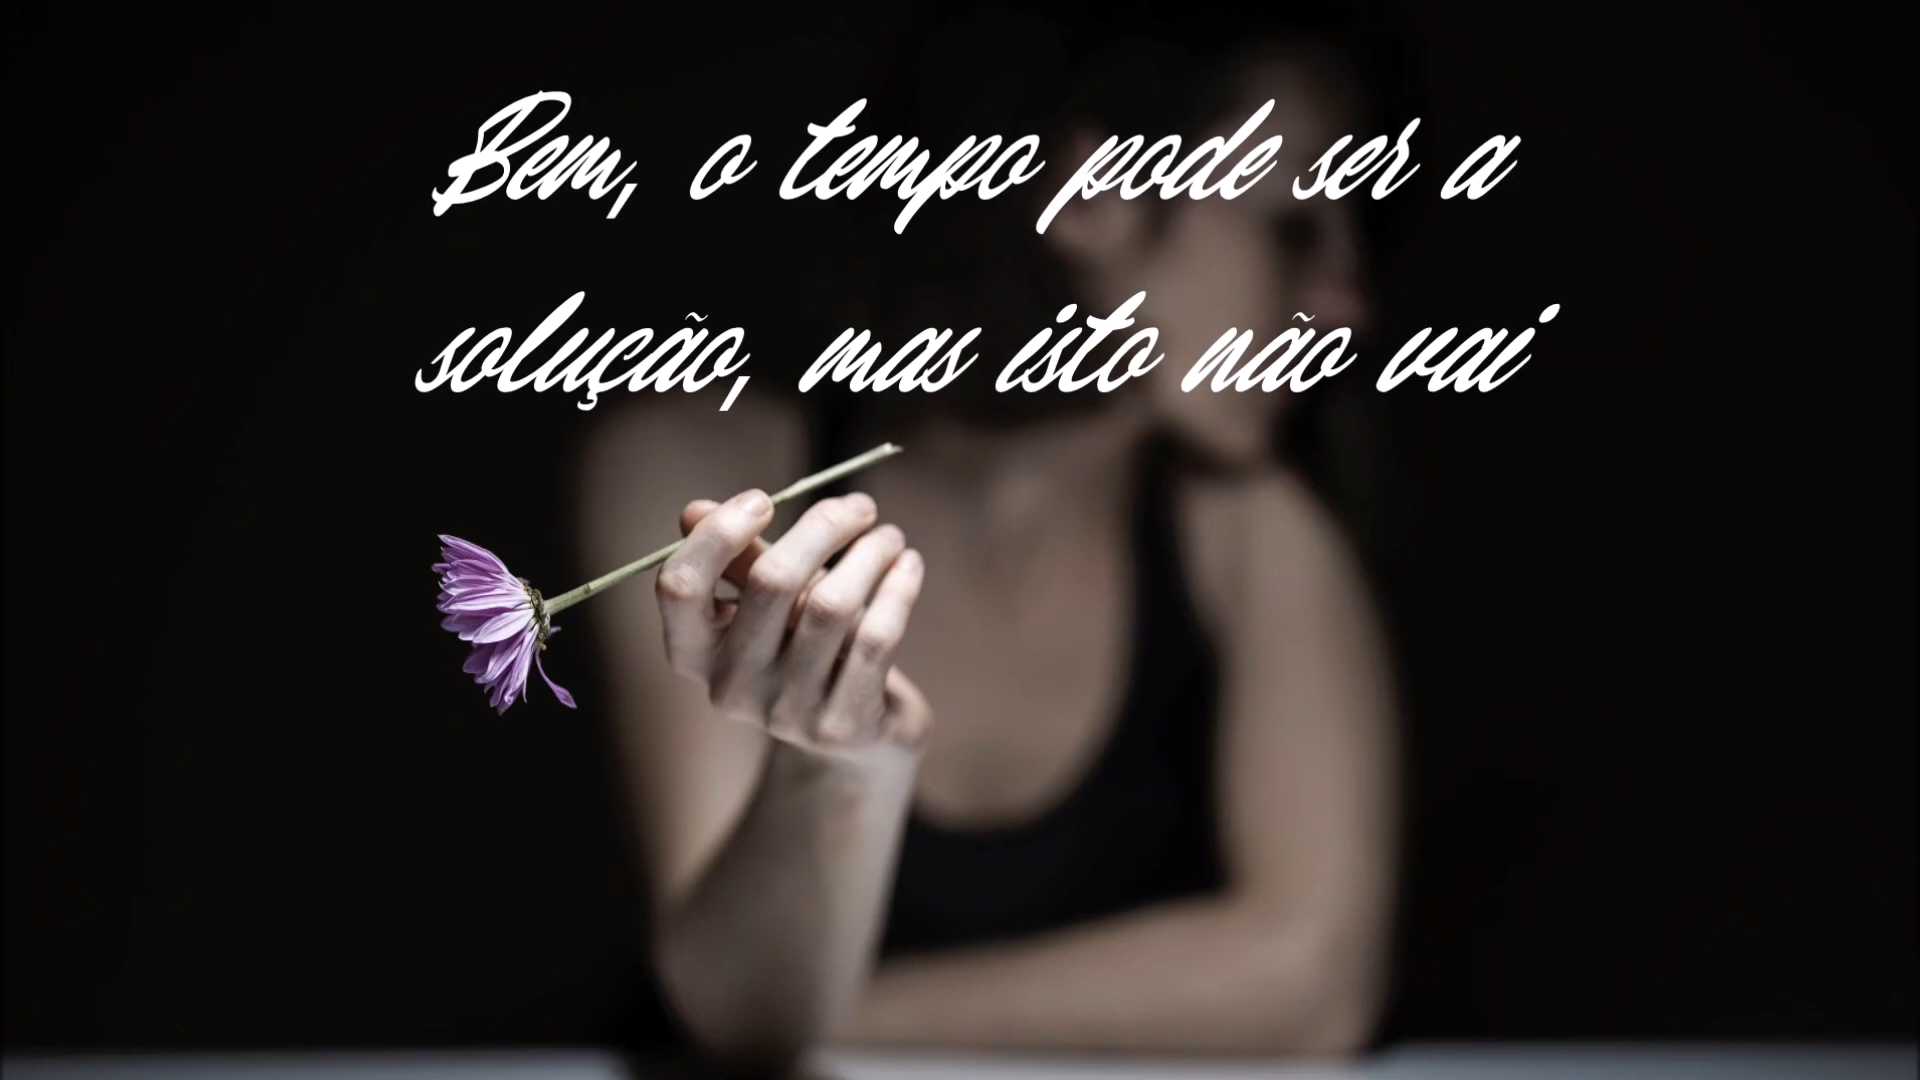 Bem, o tempo pode ser a
solução, mas isto não vai